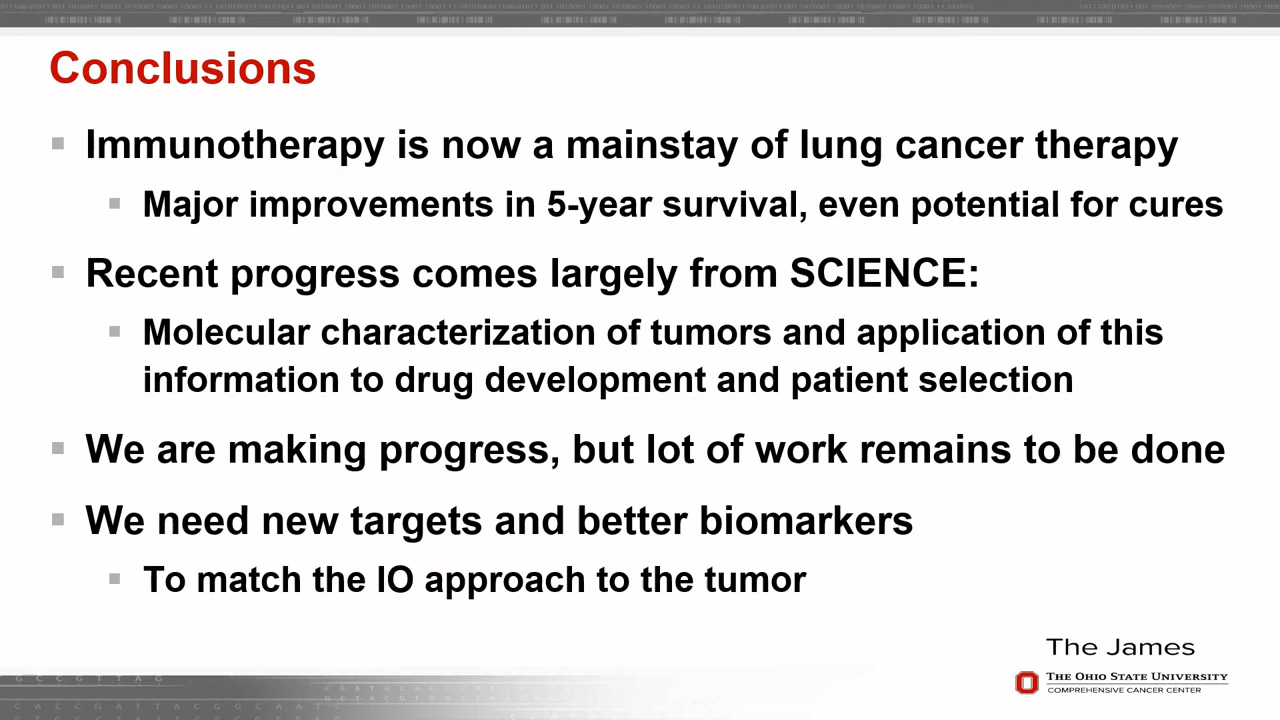 Conclusions
Immunotherapy is now a mainstay of lung cancer therapy
Major improvements in 5-year survival, even potential for cures
Recent progress comes largely from SCIENCE:
Molecular characterization of tumors and application of this
information to drug development and patient selection
We are making progress, but lot of work remains to be done
We need new targets and better biomarkers
To match the IO approach to the tumor
The James
THE OHIO STATE UNIVERSITY
COMPREHENSIVE CANCER CENTER
G C C G T T A G